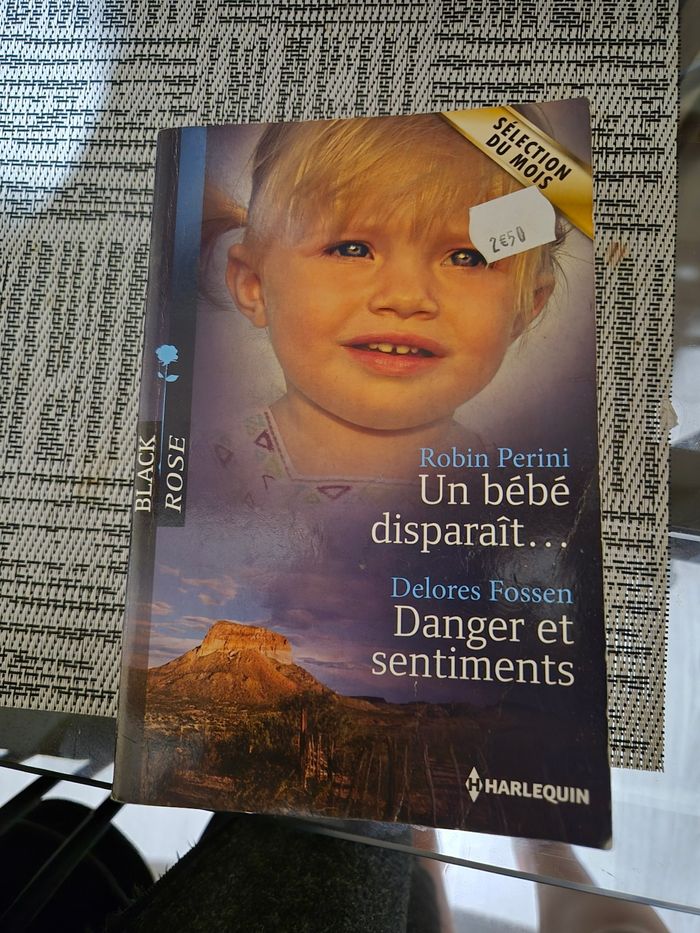 SÉLECTION
DU MOIS
2€50
BLACK
ROSE
Robin Perini
Un bébé
disparaît...
Delores Fossen
Danger et
sentiments
H HARLEQUIN